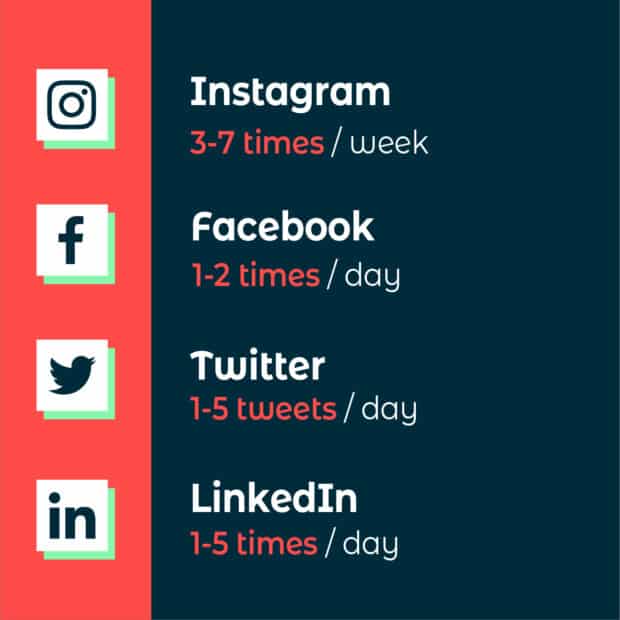 Instagram
3-7 times / week
Facebook
1-2 times / day
Twitter
1-5 tweets / day
in
LinkedIn
1-5 times / day